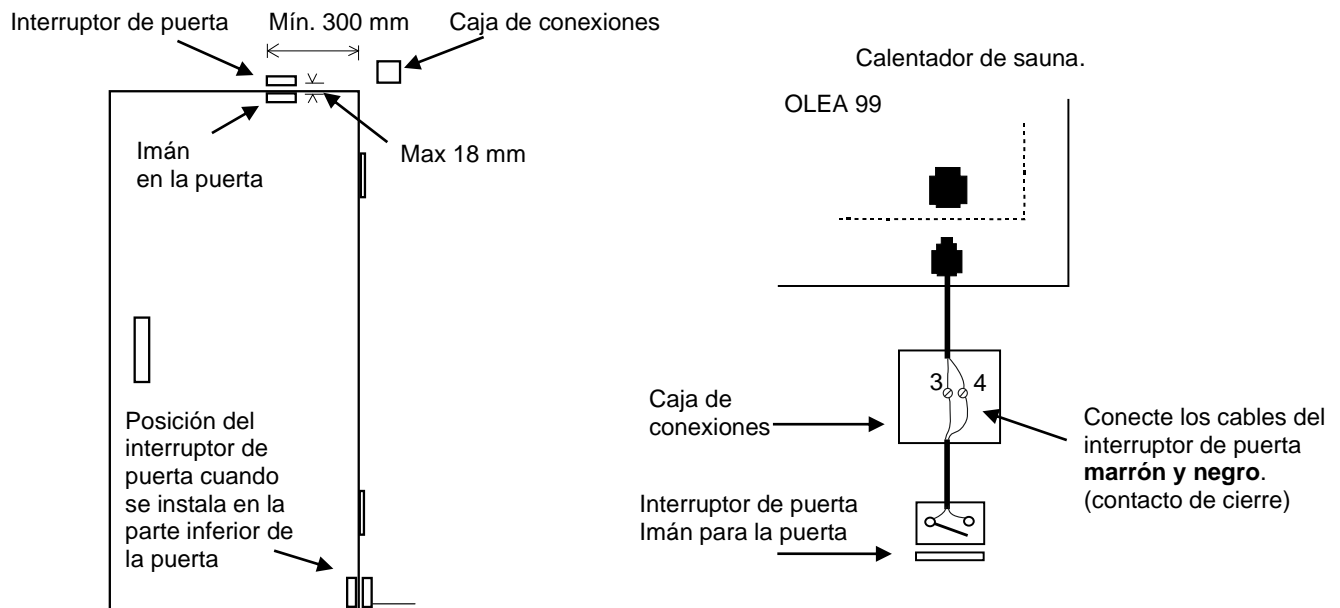 Interruptor de puerta
Mín. 300 mm
Caja de conexiones
Imán
en la puerta
Max 18 mm
Posición del
interruptor de
puerta cuando
se instala en la
parte inferior de
la puerta
Calentador de sauna.
OLEA 99
3
4
Caja de
conexiones
Conecte los cables del
interruptor de puerta
marrón y negro.
(contacto de cierre)
Interruptor de puerta
Imán para la puerta